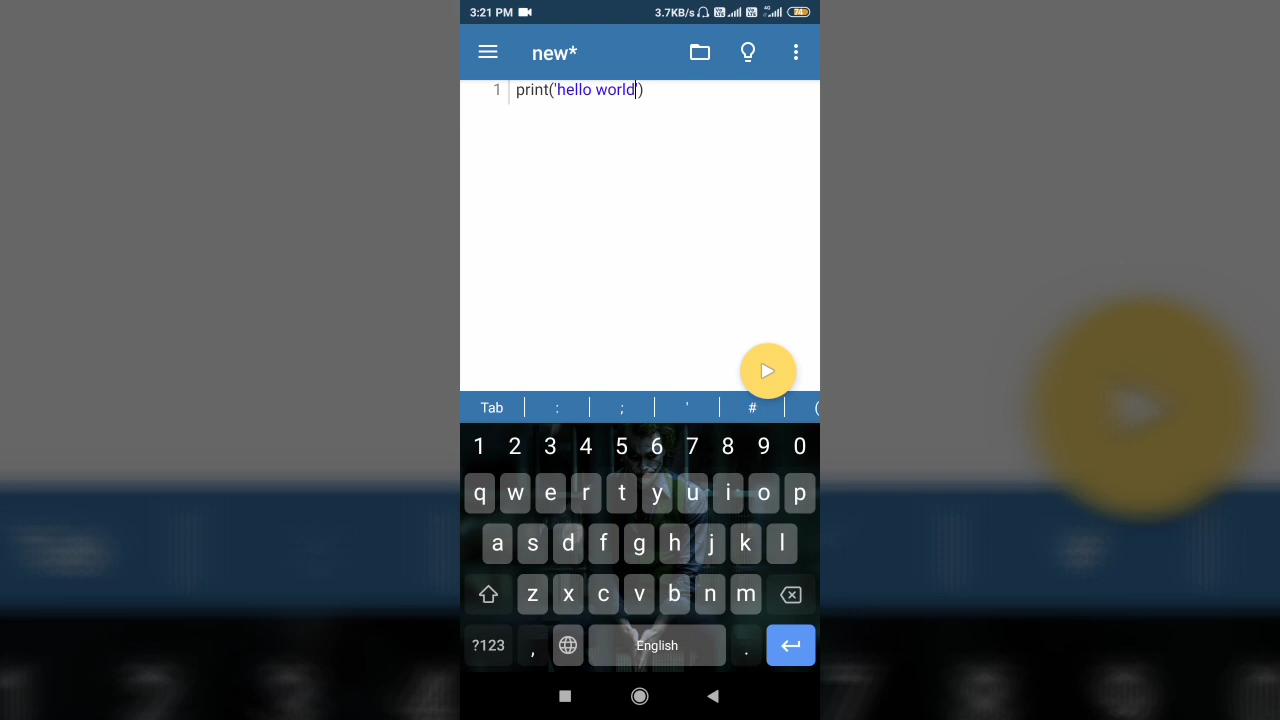 3:21 PM 3.7KB/s 74
new*
1 print('hello world')
Tab : ; ' # (
1 2 3 4 5 6 7 8 9 0
q w e r t y u i o p
a s d f g h j k l
z x c v b n m
?123 , English .